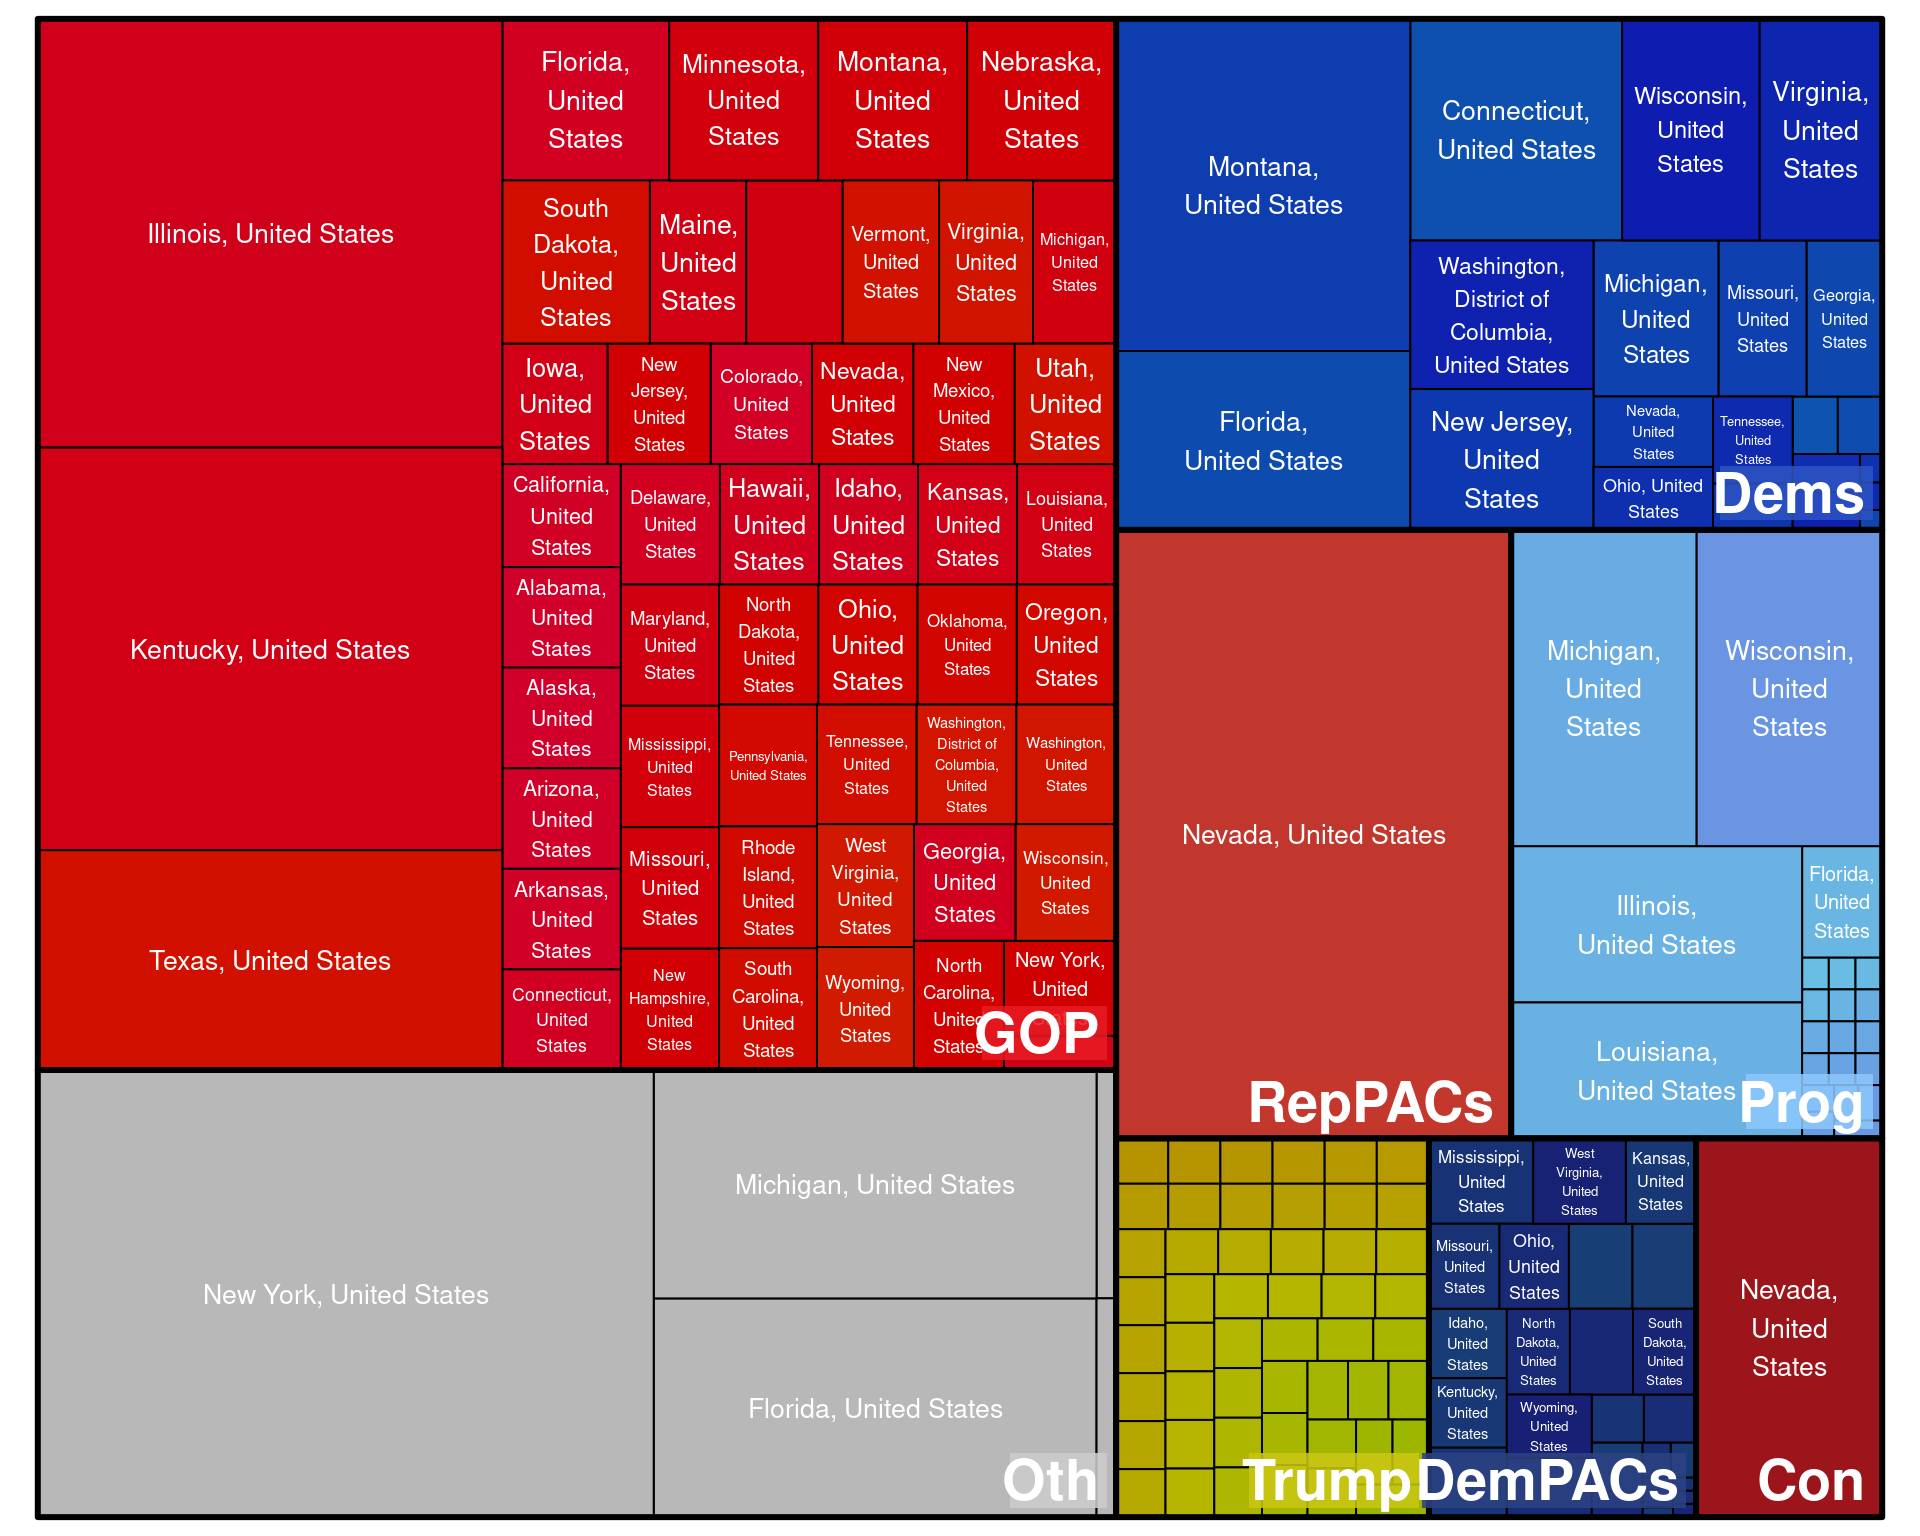 Illinois, United States
Kentucky, United States
Texas, United States
Florida,
United
States
Minnesota,
United
States
Montana,
United
States
Nebraska,
United
States
South
Dakota,
United
States
Maine,
United
States
Vermont,
United
States
Virginia,
United
States
Michigan,
United
States
Iowa,
United
States
New
Jersey,
United
States
Colorado,
United
States
Nevada,
United
States
New
Mexico,
United
States
Utah,
United
States
California,
United
States
Alabama,
United
States
Alaska,
United
States
Arizona,
United
States
Arkansas,
United
States
Connecticut,
United
States
Delaware,
United
States
Hawaii,
United
States
Idaho,
United
States
Kansas,
United
States
Louisiana,
United
States
Maryland,
United
States
North
Dakota,
United
States
Ohio,
United
States
Oklahoma,
United
States
Oregon,
United
States
Mississippi,
United
States
Pennsylvania,
United States
Tennessee,
United
States
Washington,
District of
Columbia,
United
States
Washington,
United
States
Missouri,
United
States
Rhode
Island,
United
States
West
Virginia,
United
States
Georgia,
United
States
Wisconsin,
United
States
New
Hampshire,
United
States
South
Carolina,
United
States
Wyoming,
United
States
North
Carolina,
United
States
New York,
United
GOP
Montana,
United States
Florida,
United States
Connecticut,
United States
Wisconsin,
United
States
Virginia,
United
States
Washington,
District of
Columbia,
United States
New Jersey,
United
States
Michigan,
United
States
Missouri,
United
States
Georgia,
United
States
Nevada,
United
States
Tennessee,
United
States
Ohio, United
States
Dems
Nevada, United States
RepPACs
Michigan,
United
States
Wisconsin,
United
States
Illinois,
United States
Florida,
United
States
Louisiana,
United States
Prog
New York, United States
Michigan, United States
Florida, United States
Oth
Trump
Mississippi,
United
States
West
Virginia,
United
States
Kansas,
United
States
Missouri,
United
States
Ohio,
United
States
Idaho,
United
States
North
Dakota,
United
States
South
Dakota,
United
States
Kentucky,
United
States
Wyoming,
United
States
DemPACs
Nevada,
United
States
Con